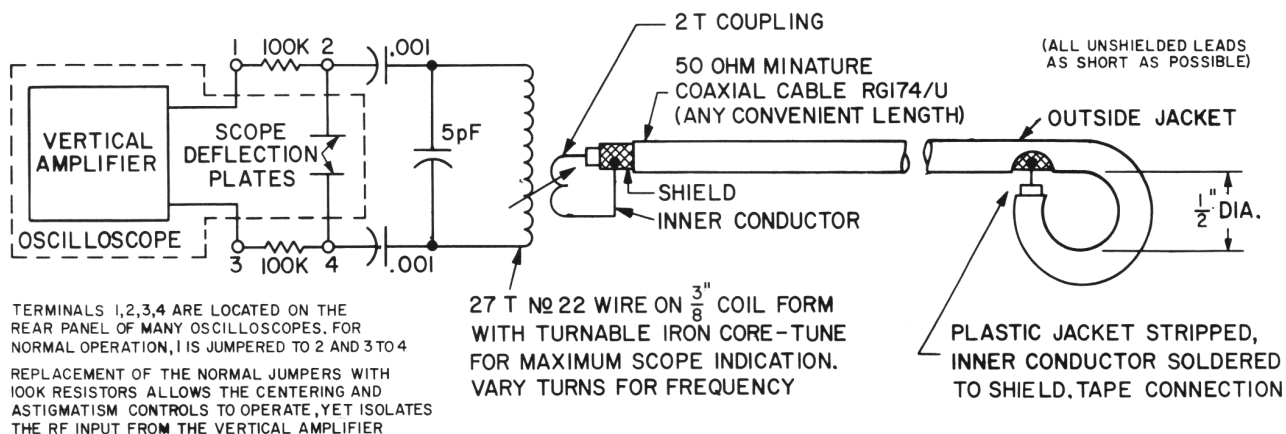 2 T COUPLING
50 OHM MINATURE
COAXIAL CABLE RG174/U
(ANY CONVENIENT LENGTH)
(ALL UNSHIELDED LEADS
AS SHORT AS POSSIBLE)
OUTSIDE JACKET
1
100K
2
.001
VERTICAL
AMPLIFIER
SCOPE
DEFLECTION
PLATES
5pF
SHIELD
INNER CONDUCTOR
1/2" DIA.
OSCILLOSCOPE
3
100K
4
.001
TERMINALS 1,2,3,4 ARE LOCATED ON THE
REAR PANEL OF MANY OSCILLOSCOPES. FOR
NORMAL OPERATION, 1 IS JUMPERED TO 2 AND 3 TO 4
REPLACEMENT OF THE NORMAL JUMPERS WITH
100K RESISTORS ALLOWS THE CENTERING AND
ASTIGMATISM CONTROLS TO OPERATE, YET ISOLATES
THE RF INPUT FROM THE VERTICAL AMPLIFIER
27 T Nº 22 WIRE ON 3/8" COIL FORM
WITH TURNABLE IRON CORE-TUNE
FOR MAXIMUM SCOPE INDICATION.
VARY TURNS FOR FREQUENCY
PLASTIC JACKET STRIPPED,
INNER CONDUCTOR SOLDERED
TO SHIELD. TAPE CONNECTION